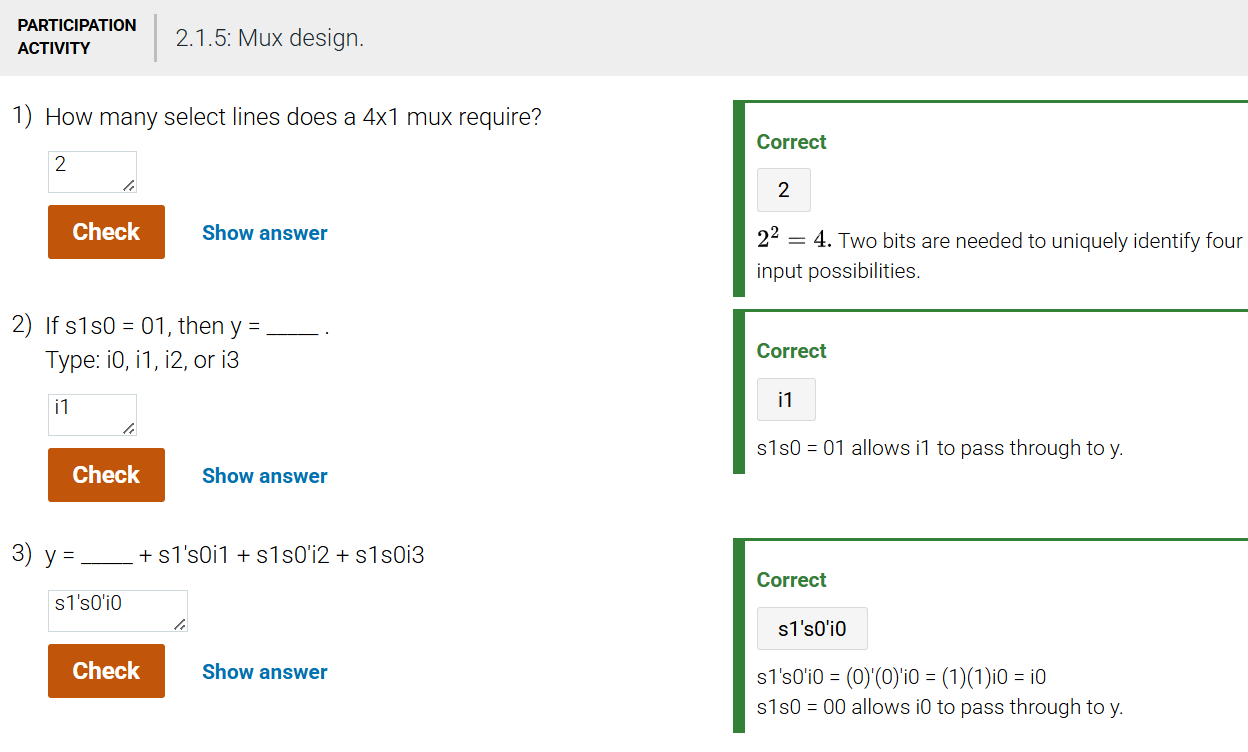 PARTICIPATION
ACTIVITY
2.1.5: Mux design.
1) How many select lines does a 4x1 mux require?
2
Check
Show answer
Correct
2
2² = 4. Two bits are needed to uniquely identify four
input possibilities.
2) If s1s0 = 01, then y = _____ .
Type: i0, i1, i2, or i3
i1
Check
Show answer
Correct
i1
s1s0 = 01 allows i1 to pass through to y.
3) y = _____ + s1's0i1 + s1s0'i2 + s1s0i3
s1's0'i0
Check
Show answer
Correct
s1's0'i0
s1's0'i0 = (0)'(0)'i0 = (1)(1)i0 = i0
s1s0 = 00 allows i0 to pass through to y.